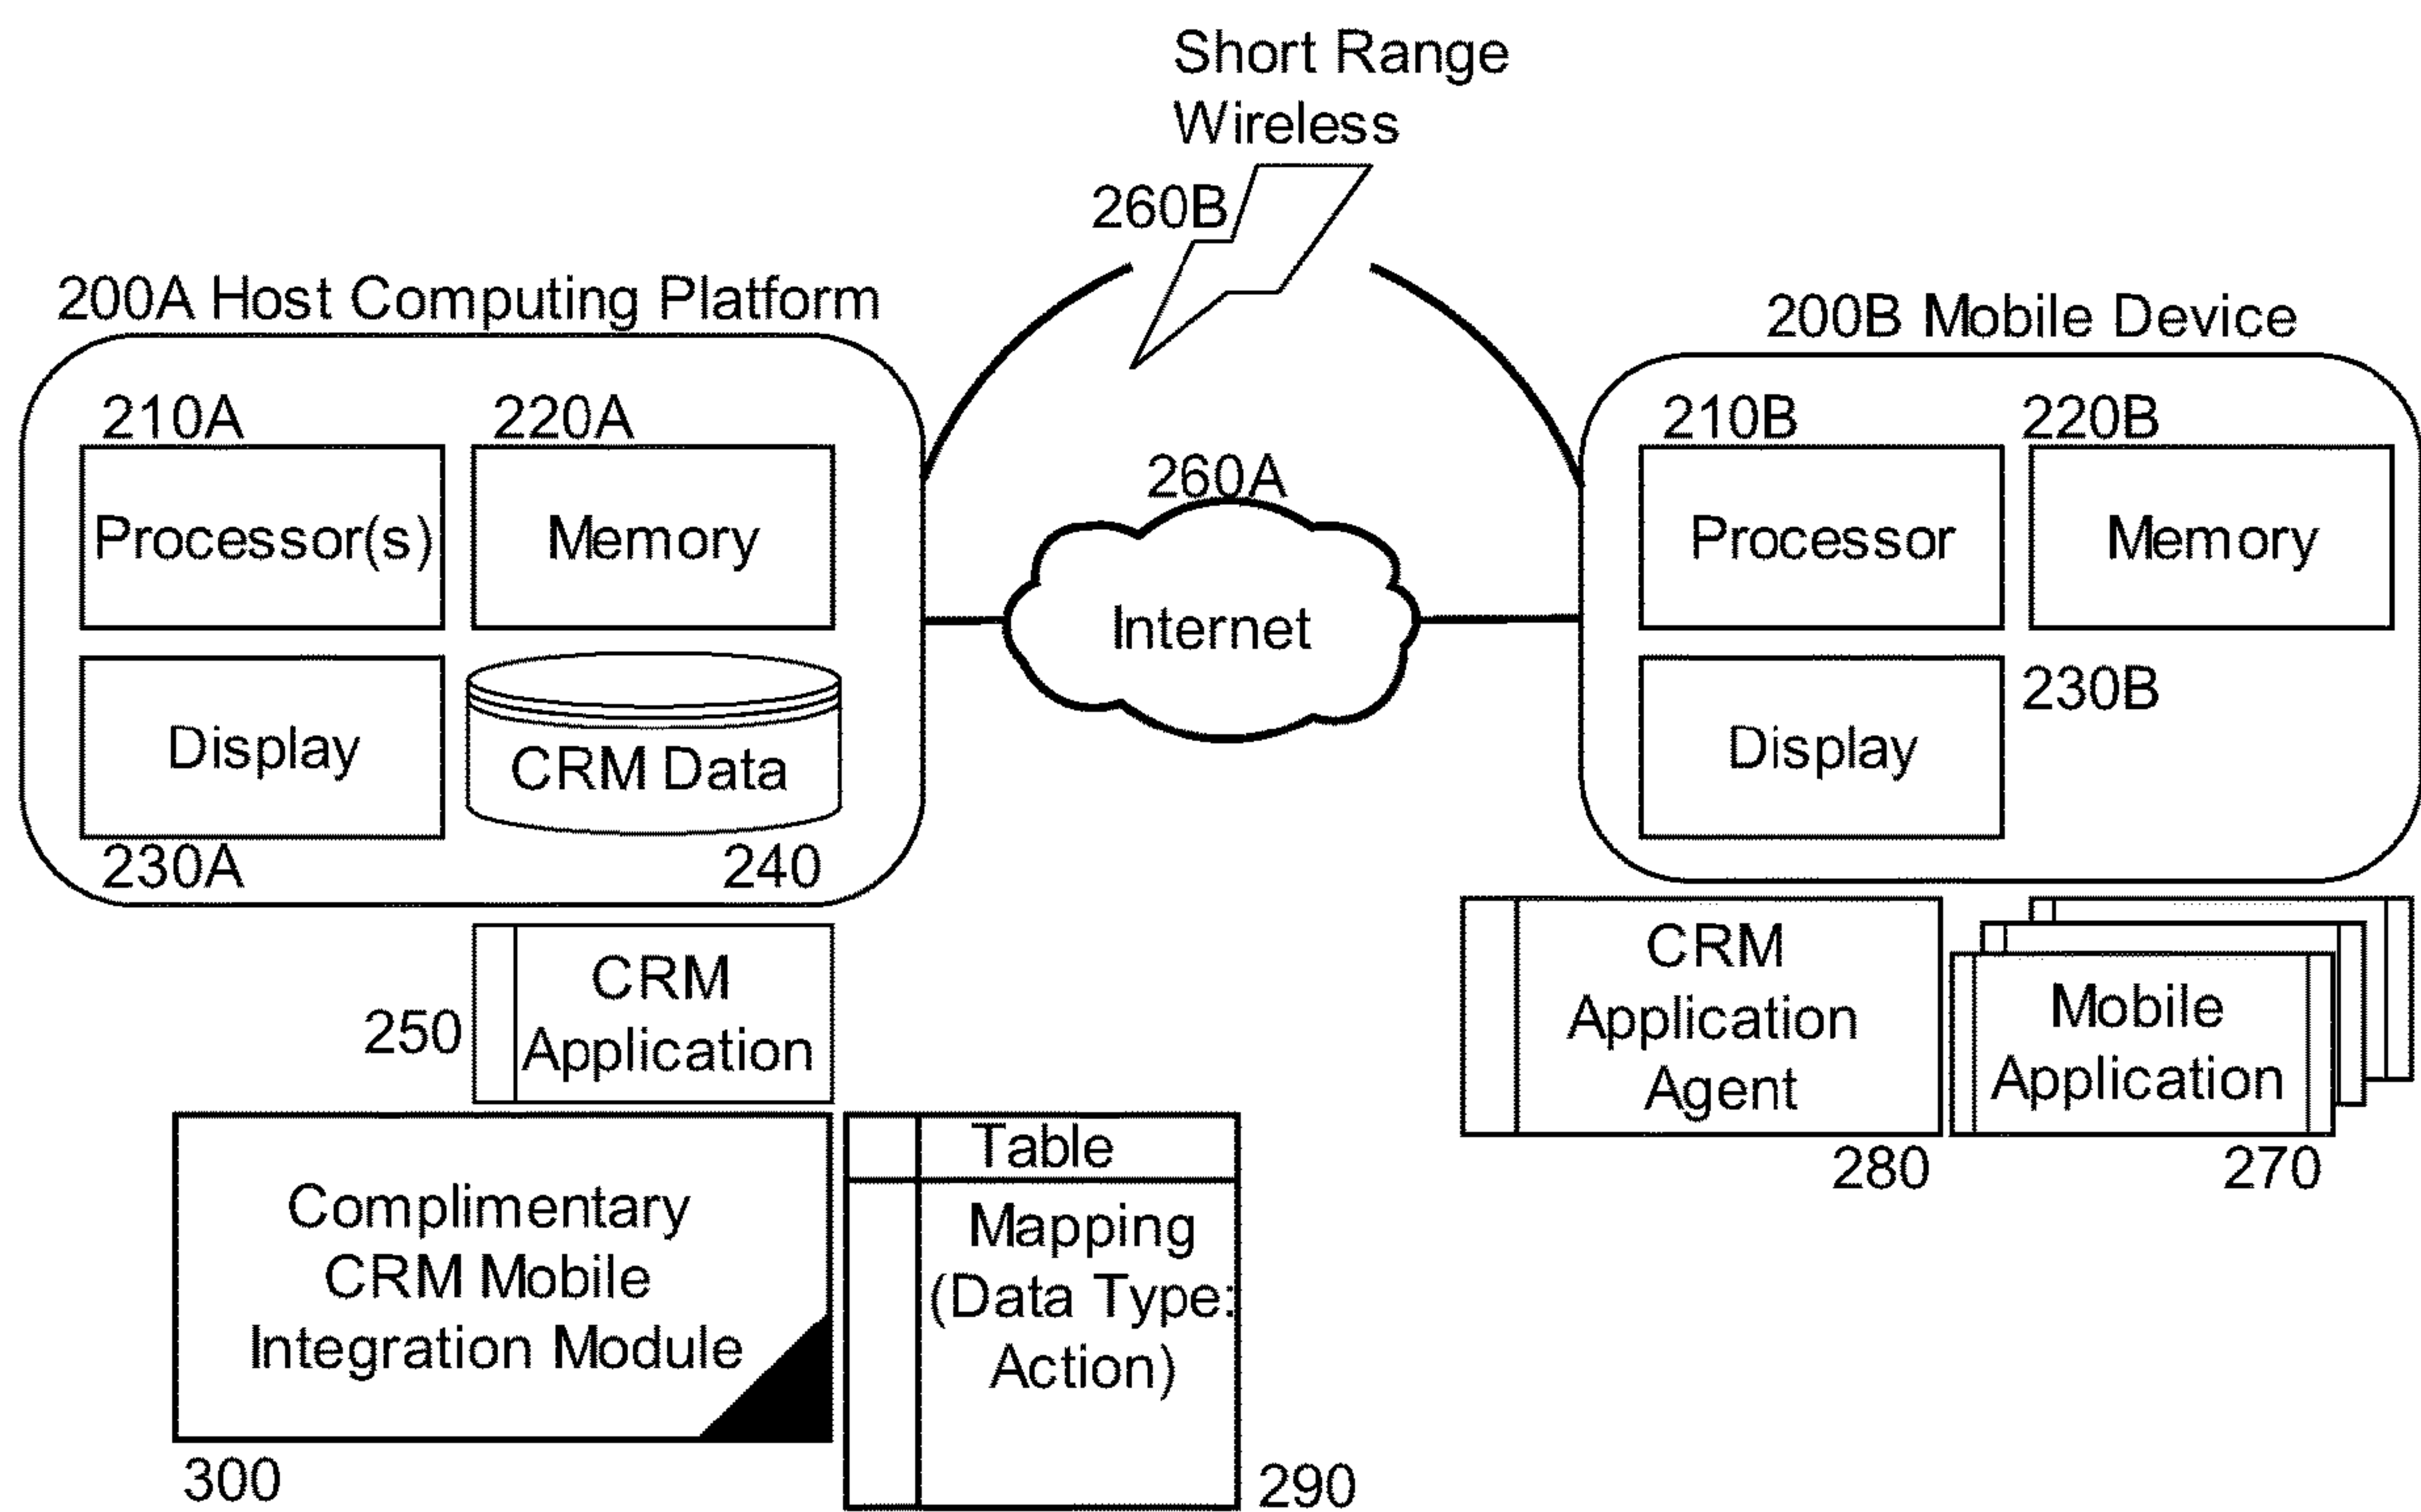 Short Range
Wireless
260B
200A Host Computing Platform
200B Mobile Device
210A
220A
210B
220B
260A
Processor(s)
Memory
Processor
Memory
Internet
Display
CRM Data
Display
230B
230A
240
CRM
Application
250
CRM
Application
Agent
Mobile
Application
280
270
Complimentary
CRM Mobile
Integration Module
Table
Mapping
(Data Type:
Action)
300
290